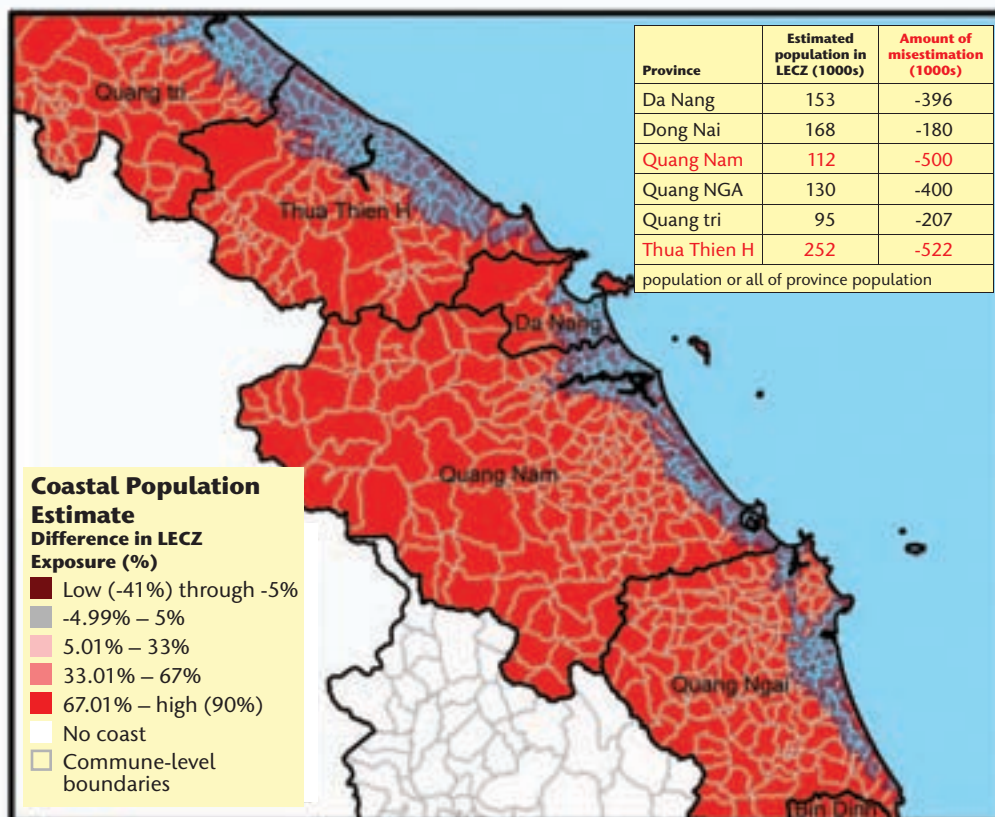 Province
Estimated population in LECZ (1000s)
Amount of misestimation (1000s)
Da Nang 153 -396
Dong Nai 168 -180
Quang Nam 112 -500
Quang NGA 130 -400
Quang tri 95 -207
Thua Thien H 252 -522
population or all of province population
Quang tri
Thua Thien H
Da Nang
Quang Nam
Quang Ngai
Bin Dinh
Coastal Population
Estimate
Difference in LECZ
Exposure (%)
Low (-41%) through -5%
-4.99% – 5%
5.01% – 33%
33.01% – 67%
67.01% – high (90%)
No coast
Commune-level
boundaries